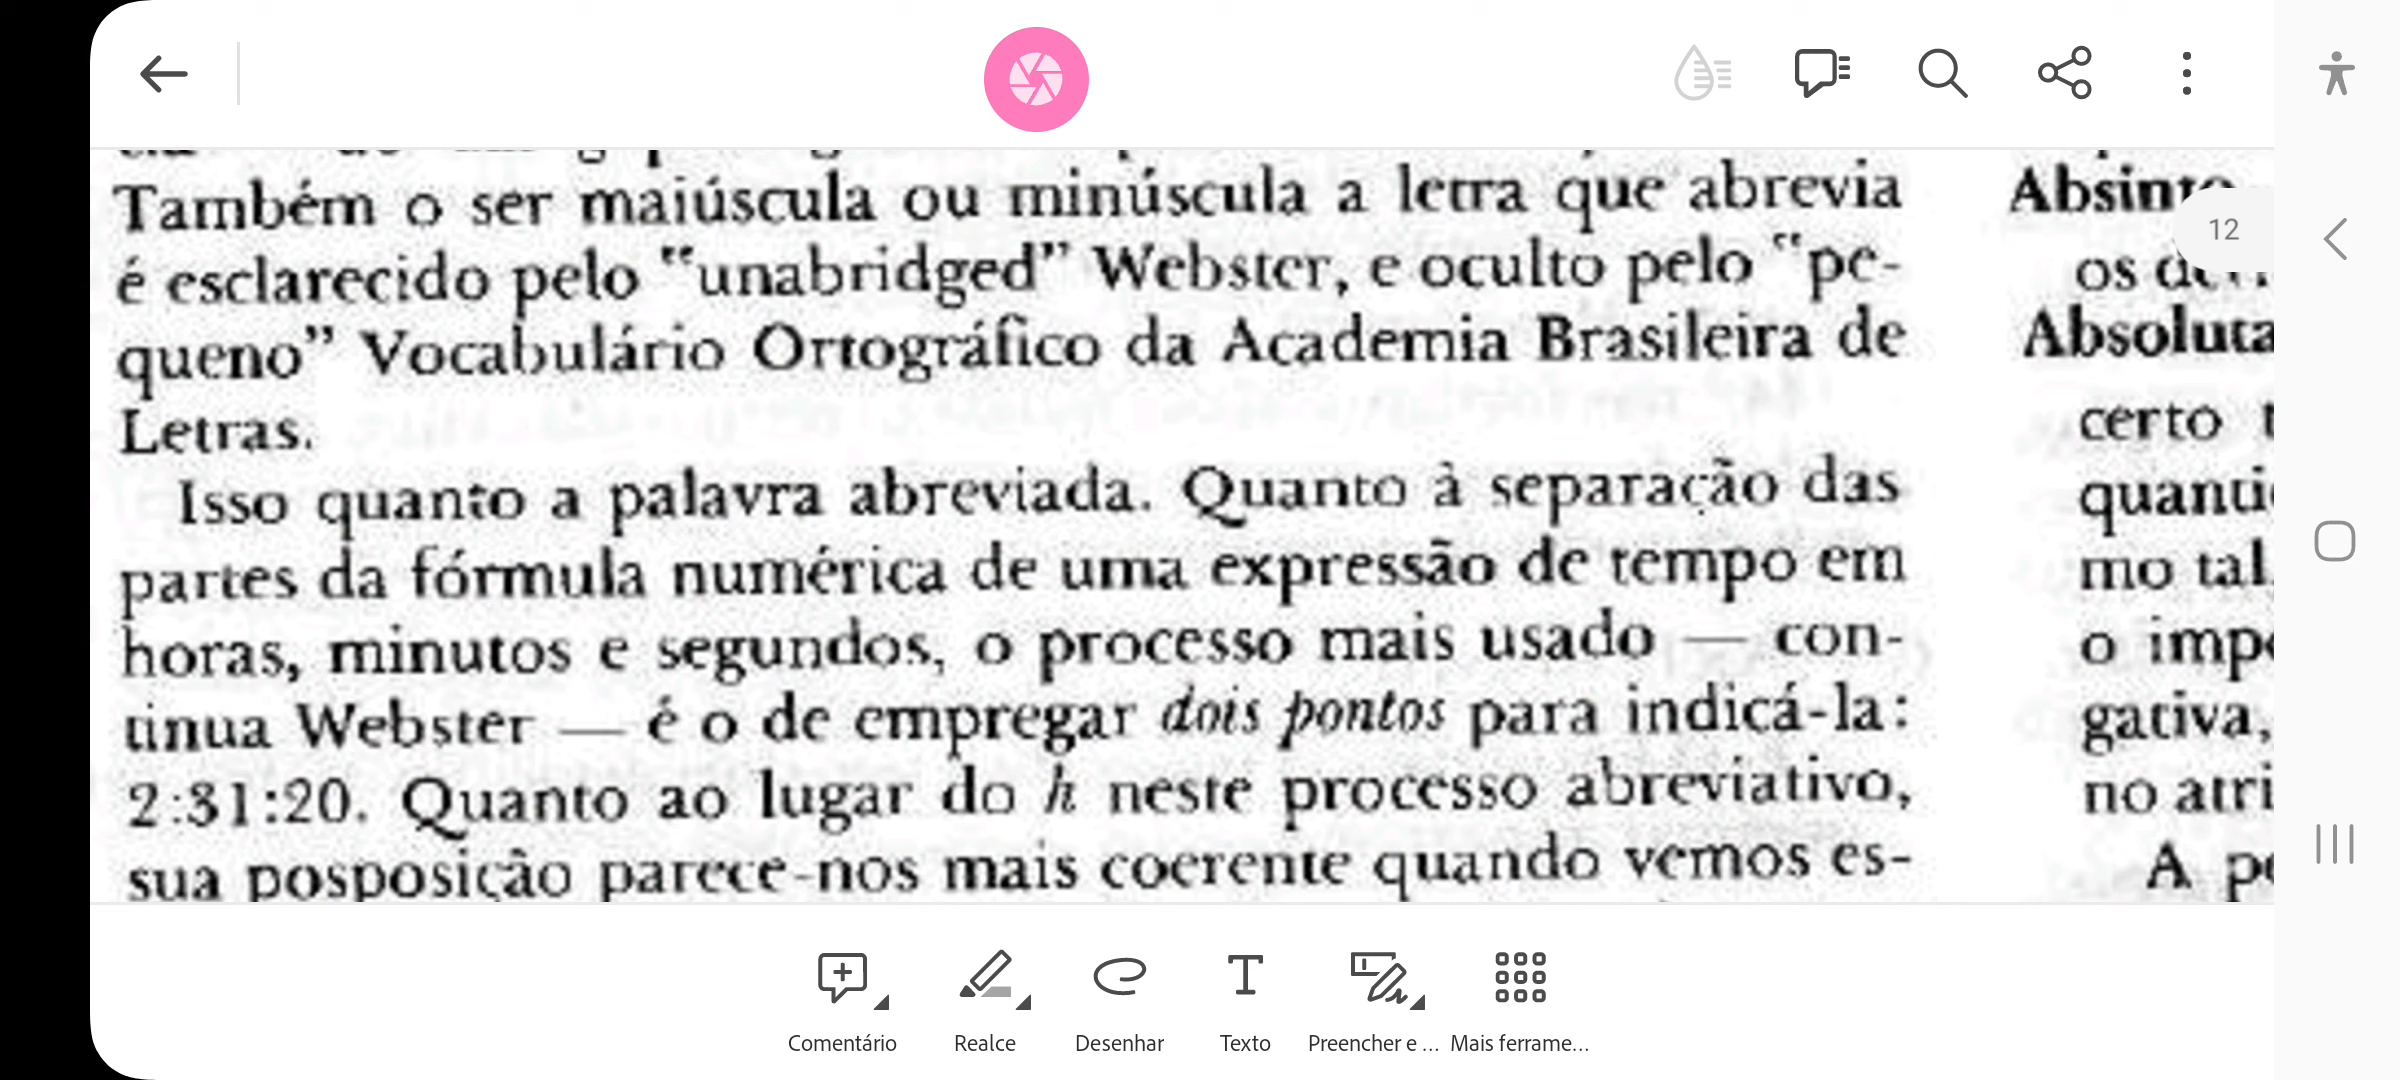 Também o ser maiúscula ou minúscula a letra que abrevia
é esclarecido pelo "unabridged" Webster, e oculto pelo "pe-
queno" Vocabulário Ortográfico da Academia Brasileira de
Letras.
Isso quanto a palavra abreviada. Quanto à separação das
partes da fórmula numérica de uma expressão de tempo em
horas, minutos e segundos, o processo mais usado — con-
tinua Webster — é o de empregar dois pontos para indicá-la:
2:31:20. Quanto ao lugar do h neste processo abreviativo,
sua posposição parece-nos mais coerente quando vemos es-
Absinto
12
os
Absoluta
certo
quanti
mo tal.
o imp
gativa,
no atri
A
Comentário
Realce
Desenhar
Texto
Preencher e ...
Mais ferrame...